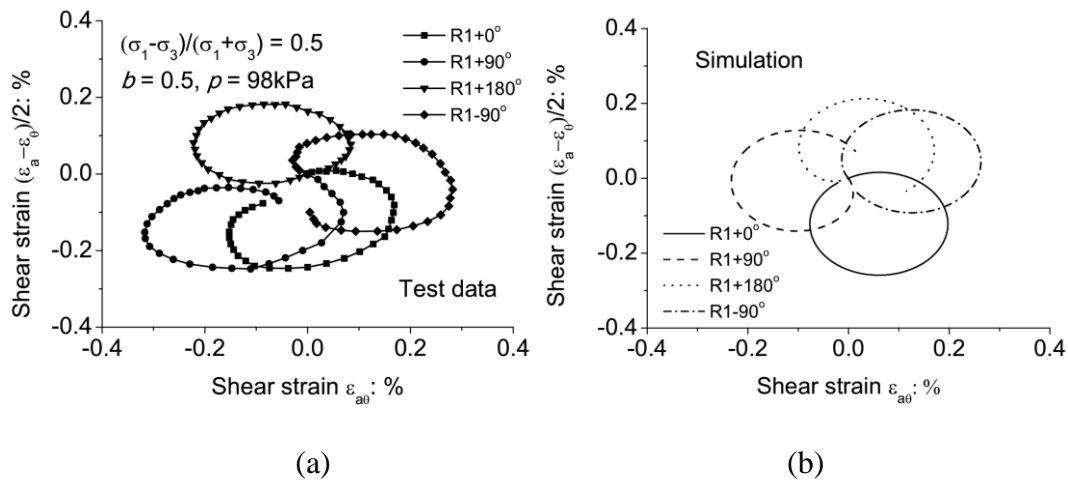 0.4
(σ₁-σ₃)/(σ₁+σ₃) = 0.5
b = 0.5, p = 98kPa
R1+0°
R1+90°
R1+180°
R1-90°
0.2
0.0
-0.2
-0.4
Test data
-0.4 -0.2 0.0 0.2 0.4
Shear strain (εₐ−ε_θ)/2: %
Shear strain ε_aθ: %
(a)
0.4
Simulation
0.2
0.0
-0.2
-0.4
R1+0°
R1+90°
R1+180°
R1-90°
-0.4 -0.2 0.0 0.2 0.4
Shear strain (εₐ−ε_θ)/2: %
Shear strain ε_aθ: %
(b)